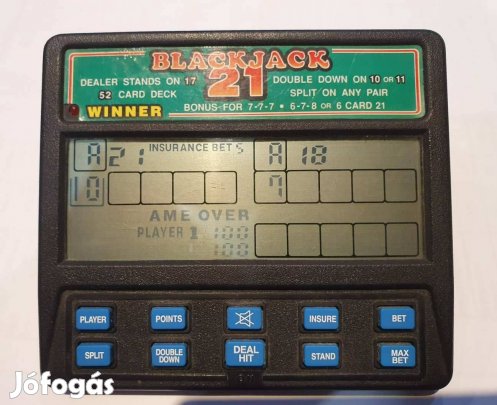 BLACKJACK
21
DEALER STANDS ON 17
DOUBLE DOWN ON 10 OR 11
52 CARD DECK
SPLIT ON ANY PAIR
WINNER
BONUS-FOR 7-7-7 ▪ 6-7-8 OR 6 CARD 21
A 21 INSURANCE BET 5 A 18
10 7
AME OVER
PLAYER 1 100
100
PLAYER POINTS INSURE BET
SPLIT DOUBLE DOWN DEAL HIT STAND MAX BET
Jófogás